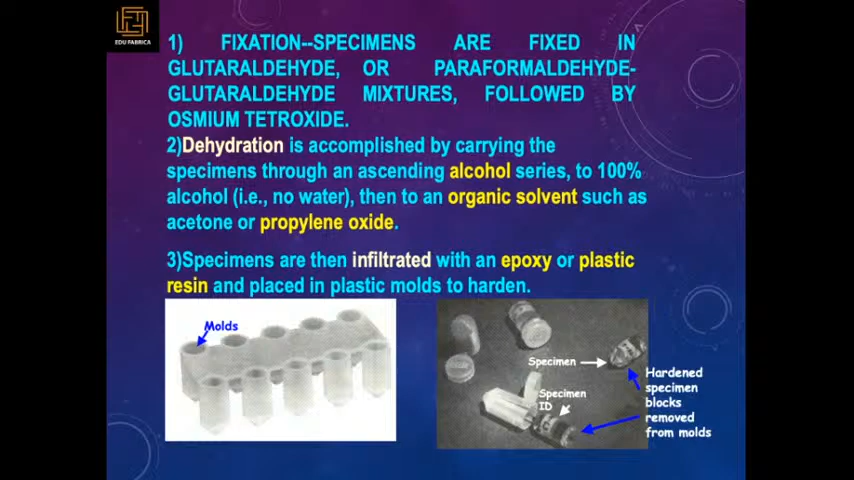 EDU FABRICA
1) FIXATION--SPECIMENS ARE FIXED IN
GLUTARALDEHYDE, OR PARAFORMALDEHYDE-
GLUTARALDEHYDE MIXTURES, FOLLOWED BY
OSMIUM TETROXIDE.
2)Dehydration is accomplished by carrying the
specimens through an ascending alcohol series, to 100%
alcohol (i.e., no water), then to an organic solvent such as
acetone or propylene oxide.
3)Specimens are then infiltrated with an epoxy or plastic
resin and placed in plastic molds to harden.
Molds
Specimen
Specimen
ID
Hardened
specimen
blocks
removed
from molds